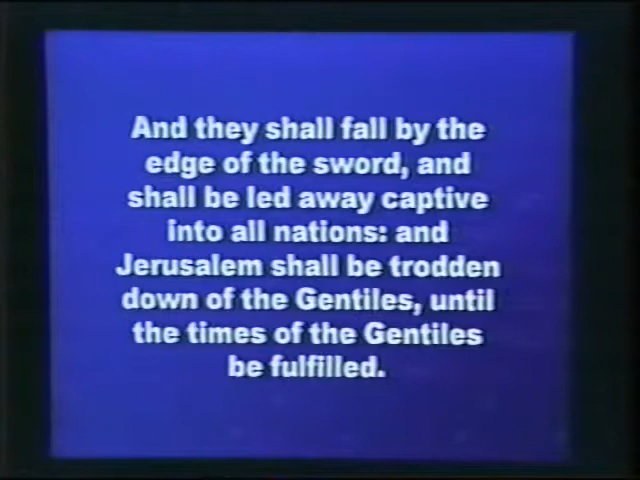 And they shall fall by the
edge of the sword, and
shall be led away captive
into all nations: and
Jerusalem shall be trodden
down of the Gentiles, until
the times of the Gentiles
be fulfilled.